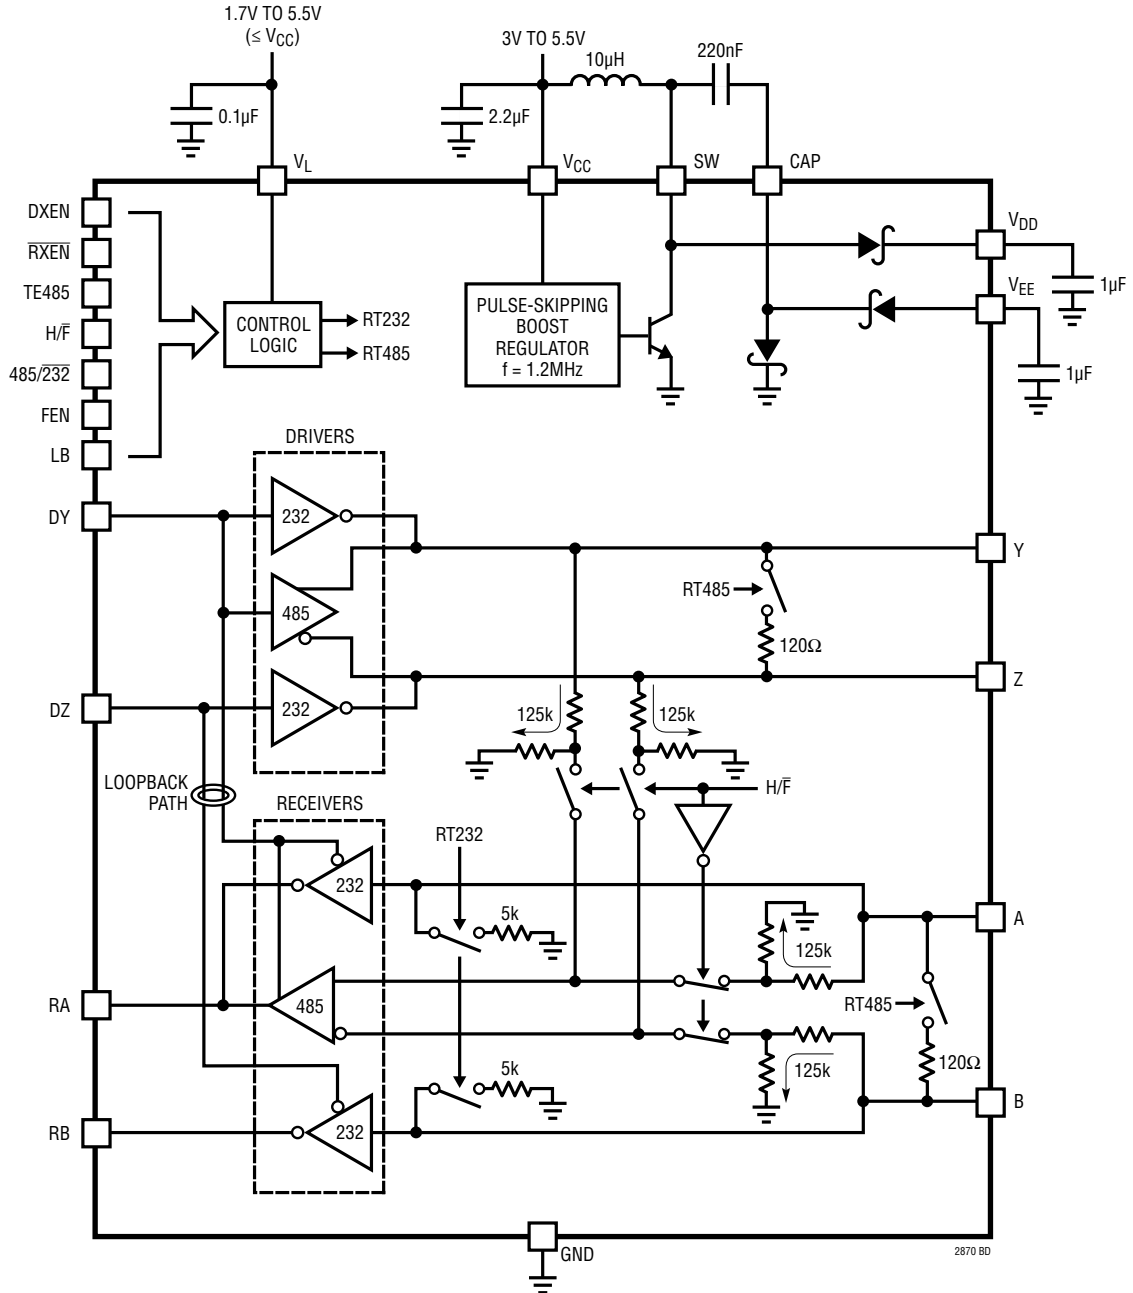 1.7V TO 5.5V
(≤ VCC)
3V TO 5.5V
10µH
220nF
0.1µF
2.2µF
VL
VCC
SW
CAP
DXEN
RXEN
TE485
H/F
485/232
FEN
LB
VDD
1µF
VEE
1µF
CONTROL
LOGIC
RT232
RT485
PULSE-SKIPPING
BOOST
REGULATOR
f = 1.2MHz
DRIVERS
DY
232
Y
RT485
485
120Ω
Z
DZ
232
125k
125k
LOOPBACK
PATH
H/F
RECEIVERS
RT232
232
5k
A
125k
RA
485
RT485
5k
125k
120Ω
B
RB
232
GND
2870 BD